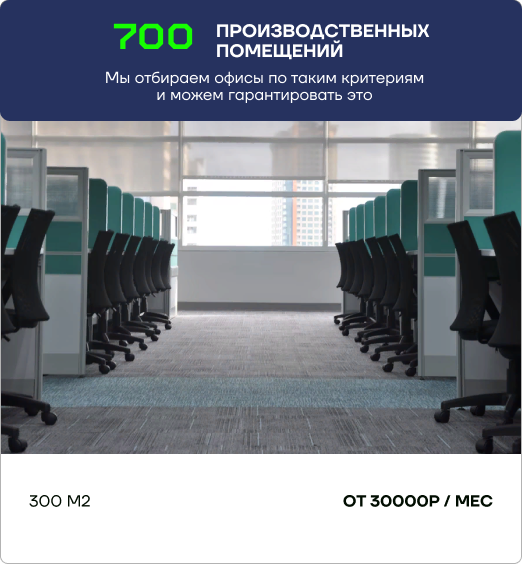 700 ПРОИЗВОДСТВЕННЫХ
ПОМЕЩЕНИЙ
Мы отбираем офисы по таким критериям
и можем гарантировать это
300 М2 ОТ 30000Р / МЕС